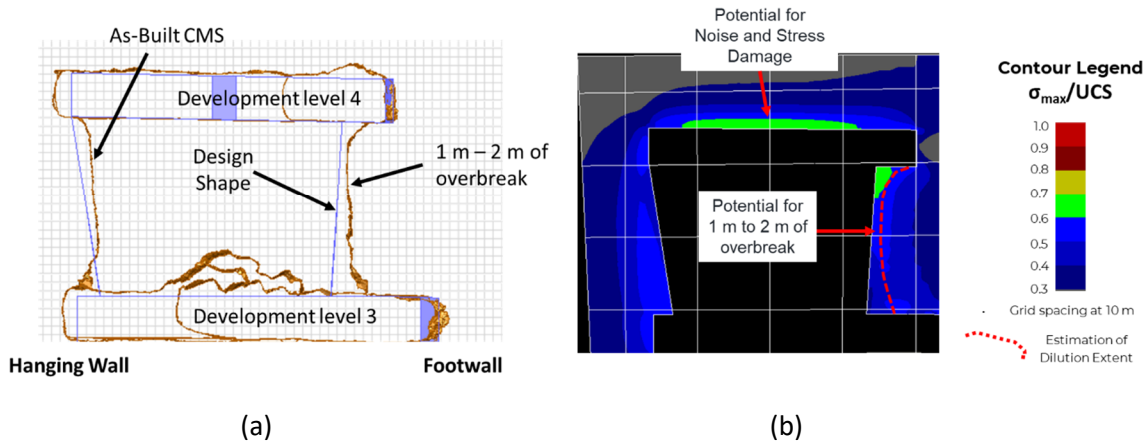 As-Built CMS
Development level 4
Design
Shape
1 m – 2 m of
overbreak
Development level 3
Hanging Wall
Footwall
(a)
Potential for
Noise and Stress
Damage
Potential for
1 m to 2 m of
overbreak
(b)
Contour Legend
σmax/UCS
1.0
0.9
0.8
0.7
0.6
0.5
0.4
0.3
Grid spacing at 10 m
Estimation of
Dilution Extent